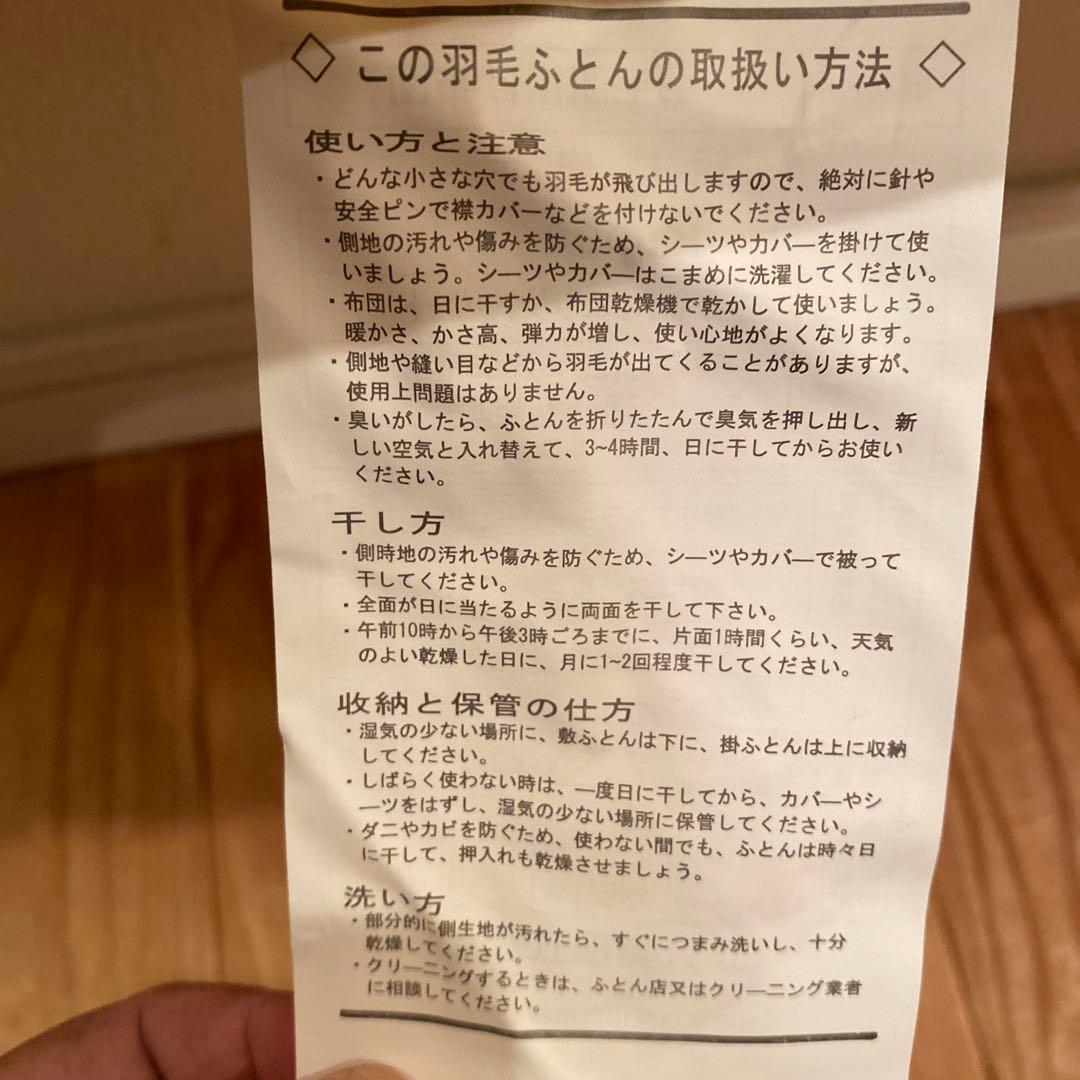 ◇ この羽毛ふとんの取扱い方法 ◇
使い方と注意
・どんな小さな穴でも羽毛が飛び出しますので、絶対に針や
安全ピンで襟カバーなどを付けないでください。
・側地の汚れや傷みを防ぐため、シーツやカバーを掛けて使
いましょう。シーツやカバーはこまめに洗濯してください。
・布団は、日に干すか、布団乾燥機で乾かして使いましょう。
暖かさ、かさ高、弾力が増し、使い心地がよくなります。
・側地や縫い目などから羽毛が出てくることがありますが、
使用上問題はありません。
・臭いがしたら、ふとんを折りたたんで臭気を押し出し、新
しい空気と入れ替えて、3~4時間、日に干してからお使い
ください。
干し方
・側時地の汚れや傷みを防ぐため、シーツやカバーで被って
干してください。
・全面が日に当たるように両面を干して下さい。
・午前10時から午後3時ごろまでに、片面1時間くらい、天気
のよい乾燥した日に、月に1~2回程度干してください。
収納と保管の仕方
・湿気の少ない場所に、敷ふとんは下に、掛ふとんは上に収納
してください。
・しばらく使わない時は、一度日に干してから、カバーやシ
ーツをはずし、湿気の少ない場所に保管してください。
・ダニやカビを防ぐため、使わない間でも、ふとんは時々日
に干して、押入れも乾燥させましょう。
洗い方
・部分的に側生地が汚れたら、すぐにつまみ洗いし、十分
乾燥してください。
・クリーニングするときは、ふとん店又はクリーニング業者
に相談してください。